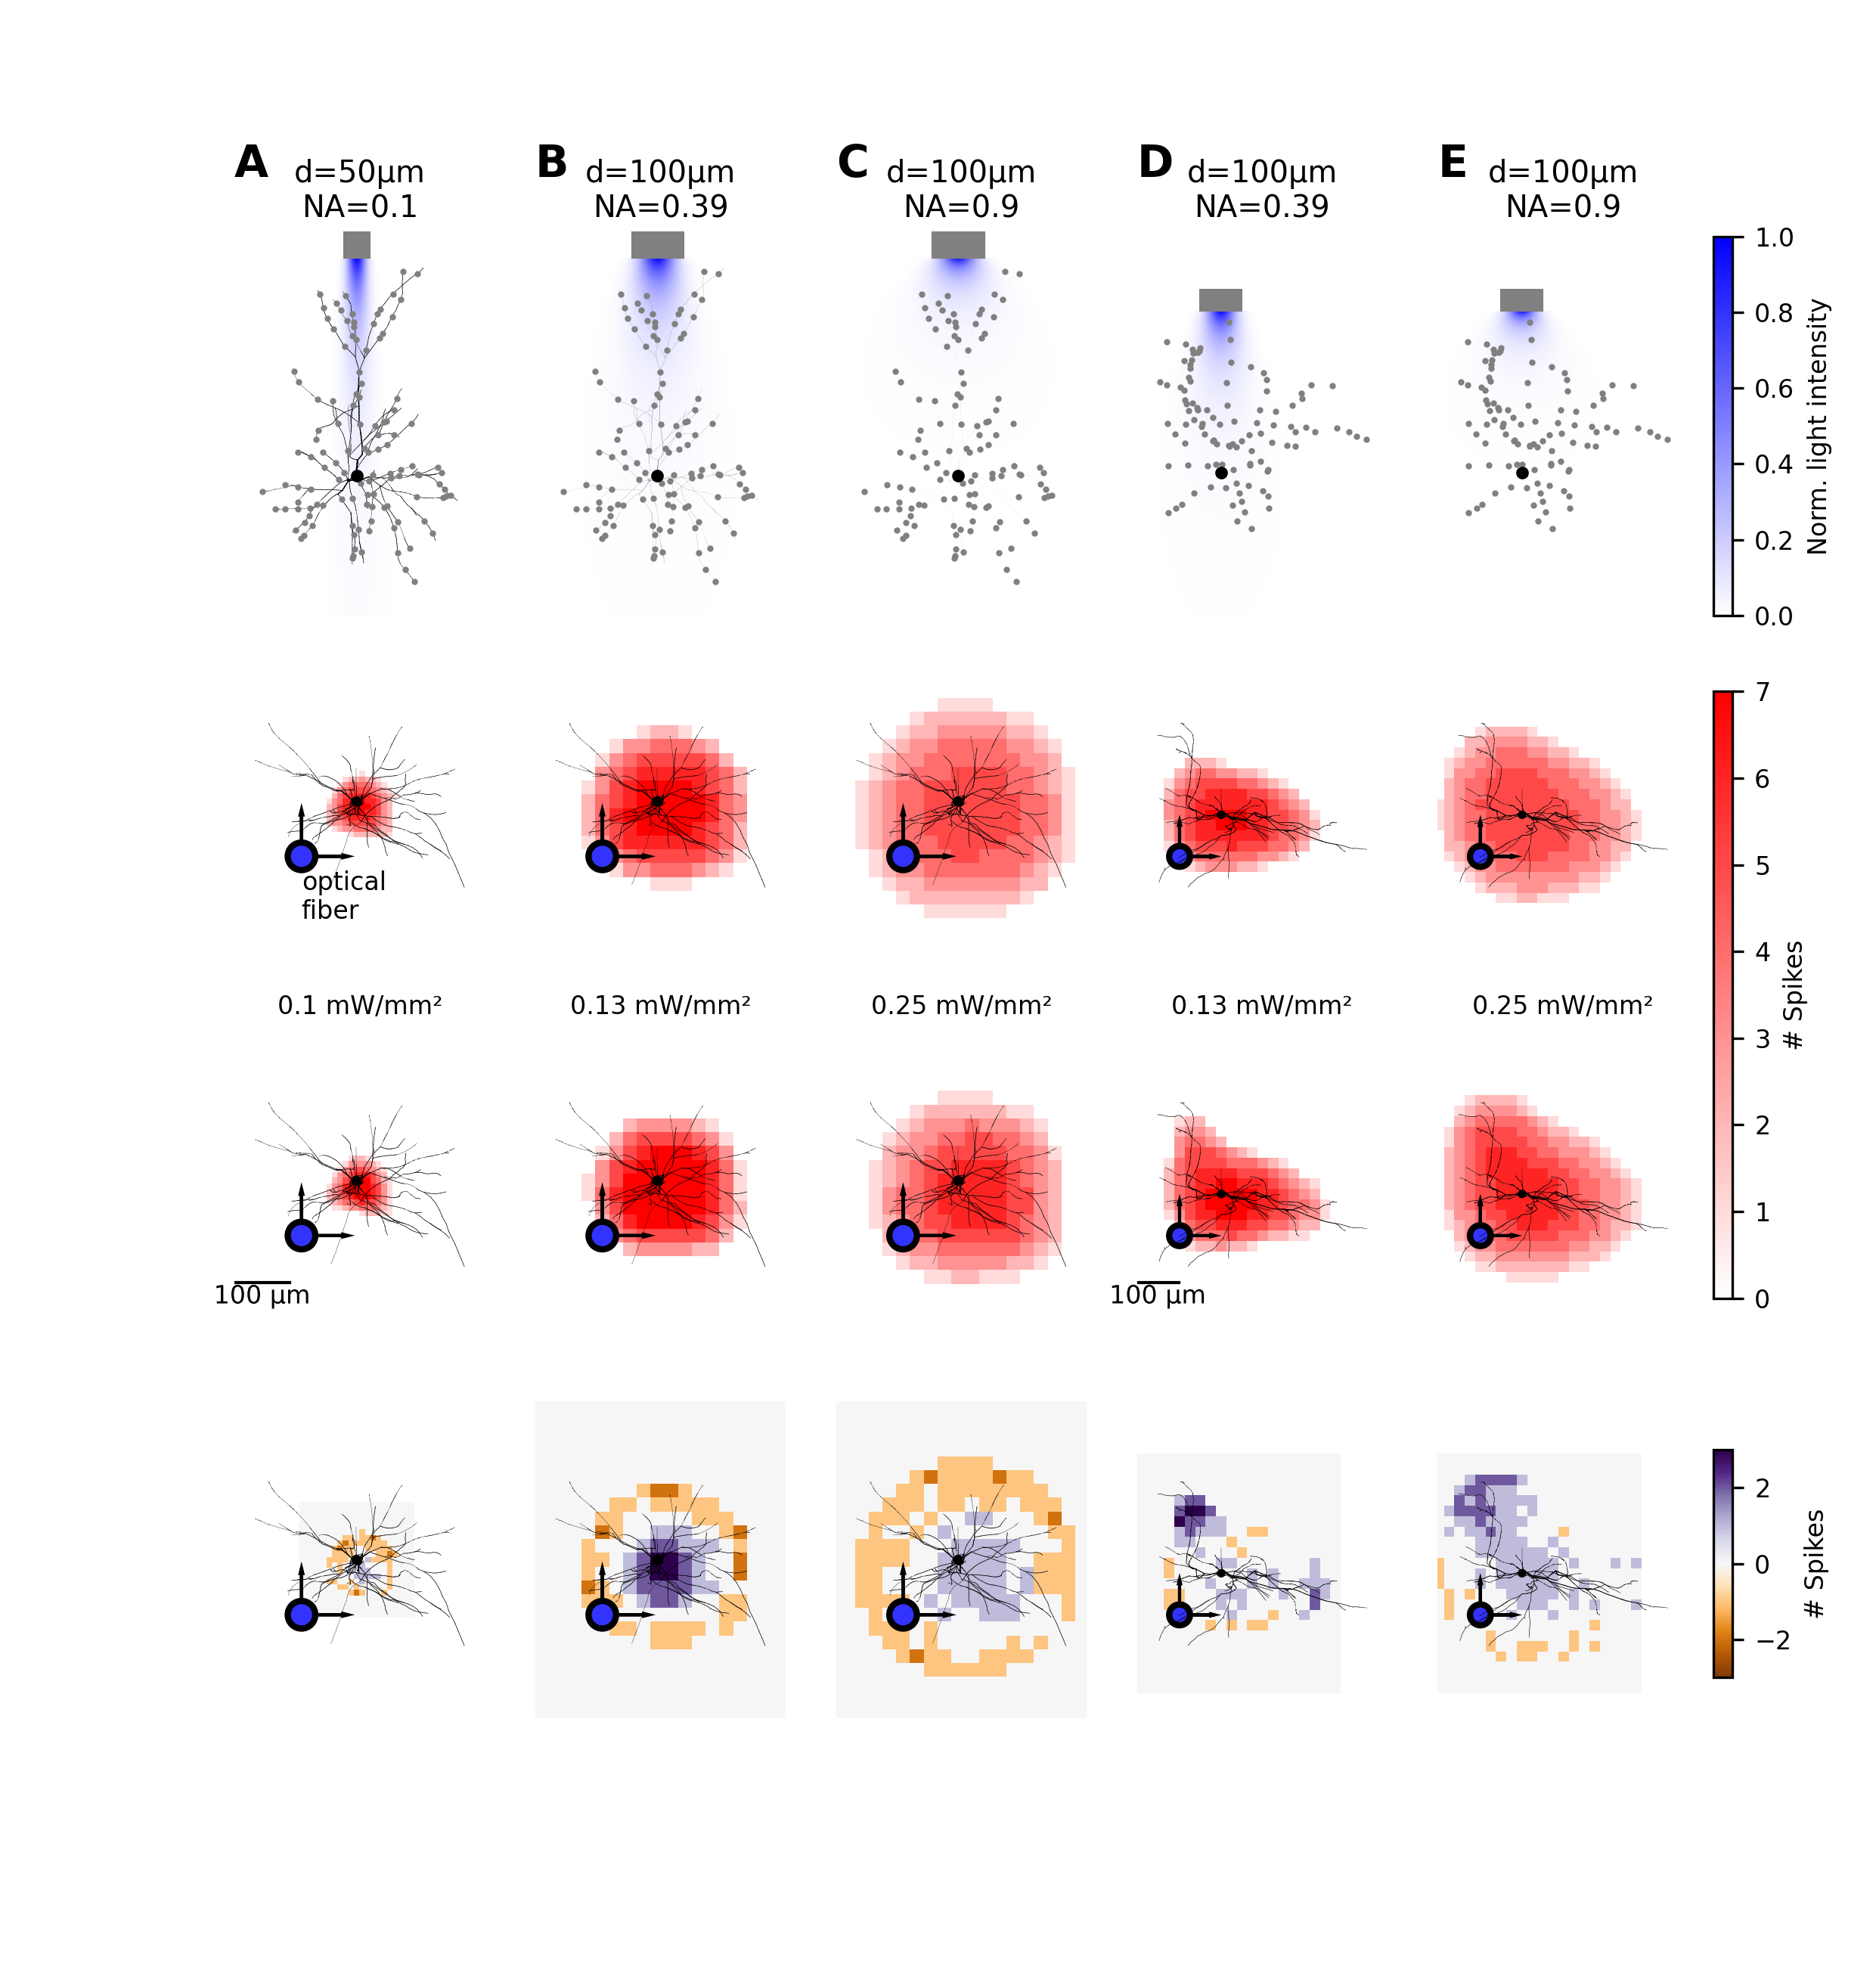 A
d=50µm
NA=0.1
B
d=100µm
NA=0.39
C
d=100µm
NA=0.9
D
d=100µm
NA=0.39
E
d=100µm
NA=0.9
1.0
0.8
0.6
0.4
0.2
0.0
Norm. light intensity
optical
fiber
7
6
5
4
3
2
1
0
# Spikes
0.1 mW/mm²
0.13 mW/mm²
0.25 mW/mm²
0.13 mW/mm²
0.25 mW/mm²
100 µm
100 µm
2
0
−2
# Spikes